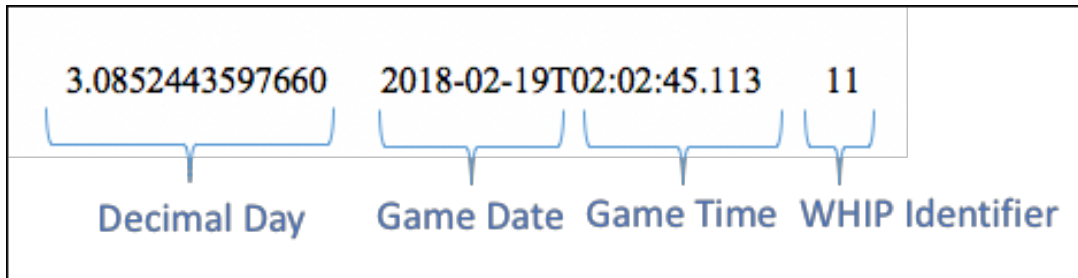 3.0852443597660 2018-02-19T02:02:45.113 11
Decimal Day Game Date Game Time WHIP Identifier